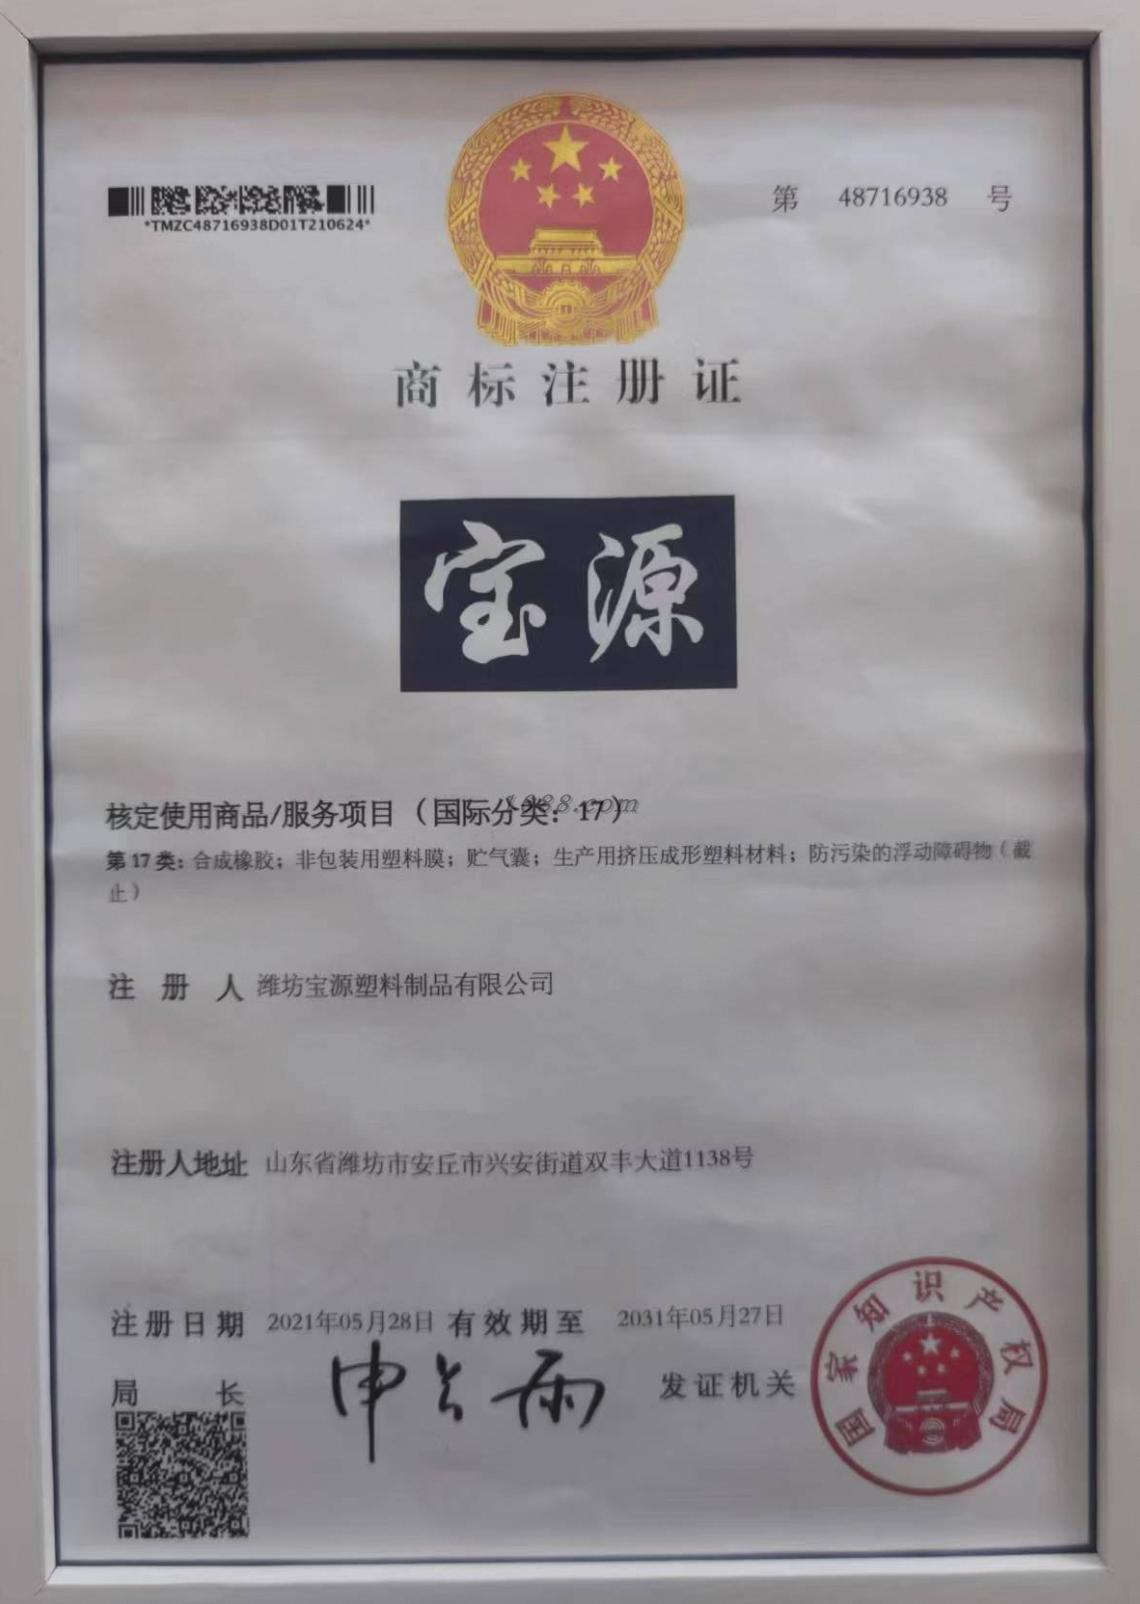 *TMZC48716938D01T210624*
第 48716938 号
商标注册证
宝源
核定使用商品/服务项目（国际分类：17）
1688.com
第17类：合成橡胶；非包装用塑料膜；贮气囊；生产用挤压成形塑料材料；防污染的浮动障碍物（截
止）
注册人 潍坊宝源塑料制品有限公司
注册人地址 山东省潍坊市安丘市兴安街道双丰大道1138号
注册日期 2021年05月28日 有效期至 2031年05月27日
局长 申长雨 发证机关
国家知识产权局